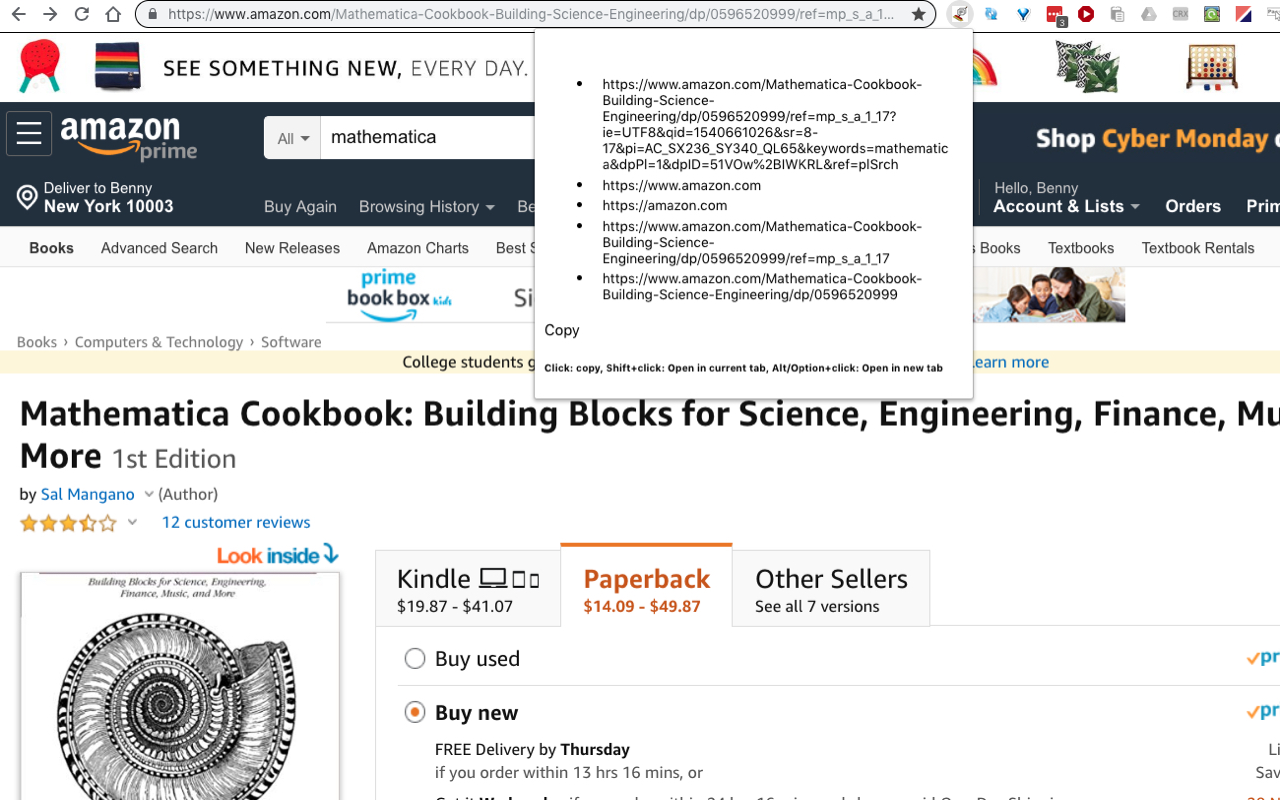 https://www.amazon.com/Mathematica-Cookbook-Building-Science-Engineering/dp/0596520999/ref=mp_s_a_1...
3
CRX
SEE SOMETHING NEW, EVERY DAY.
https://www.amazon.com/Mathematica-Cookbook-
Building-Science-
Engineering/dp/0596520999/ref=mp_s_a_1_17?
ie=UTF8&qid=1540661026&sr=8-
17&pi=AC_SX236_SY340_QL65&keywords=mathematic
a&dpPl=1&dpID=51VOw%2BIWKRL&ref=plSrch
https://www.amazon.com
https://amazon.com
https://www.amazon.com/Mathematica-Cookbook-
Building-Science-
Engineering/dp/0596520999/ref=mp_s_a_1_17
https://www.amazon.com/Mathematica-Cookbook-
Building-Science-Engineering/dp/0596520999
Copy
Click: copy, Shift+click: Open in current tab, Alt/Option+click: Open in new tab
amazon
prime
All
mathematica
Shop Cyber Monday
Deliver to Benny
New York 10003
Buy Again
Browsing History
Be
Hello, Benny
Account & Lists
Orders
Prim
Books
Advanced Search
New Releases
Amazon Charts
Best S
s Books
Textbooks
Textbook Rentals
prime
book box kids
Si
Books › Computers & Technology › Software
College students g
earn more
Mathematica Cookbook: Building Blocks for Science, Engineering, Finance, Mu
More 1st Edition
by Sal Mangano (Author)
12 customer reviews
Look inside
Building Blocks for Science, Engineering,
Finance, Music, and More
Kindle
$19.87 - $41.07
Paperback
$14.09 - $49.87
Other Sellers
See all 7 versions
Buy used
pr
Buy new
pr
FREE Delivery by Thursday
Li
if you order within 13 hrs 16 mins, or
Sav